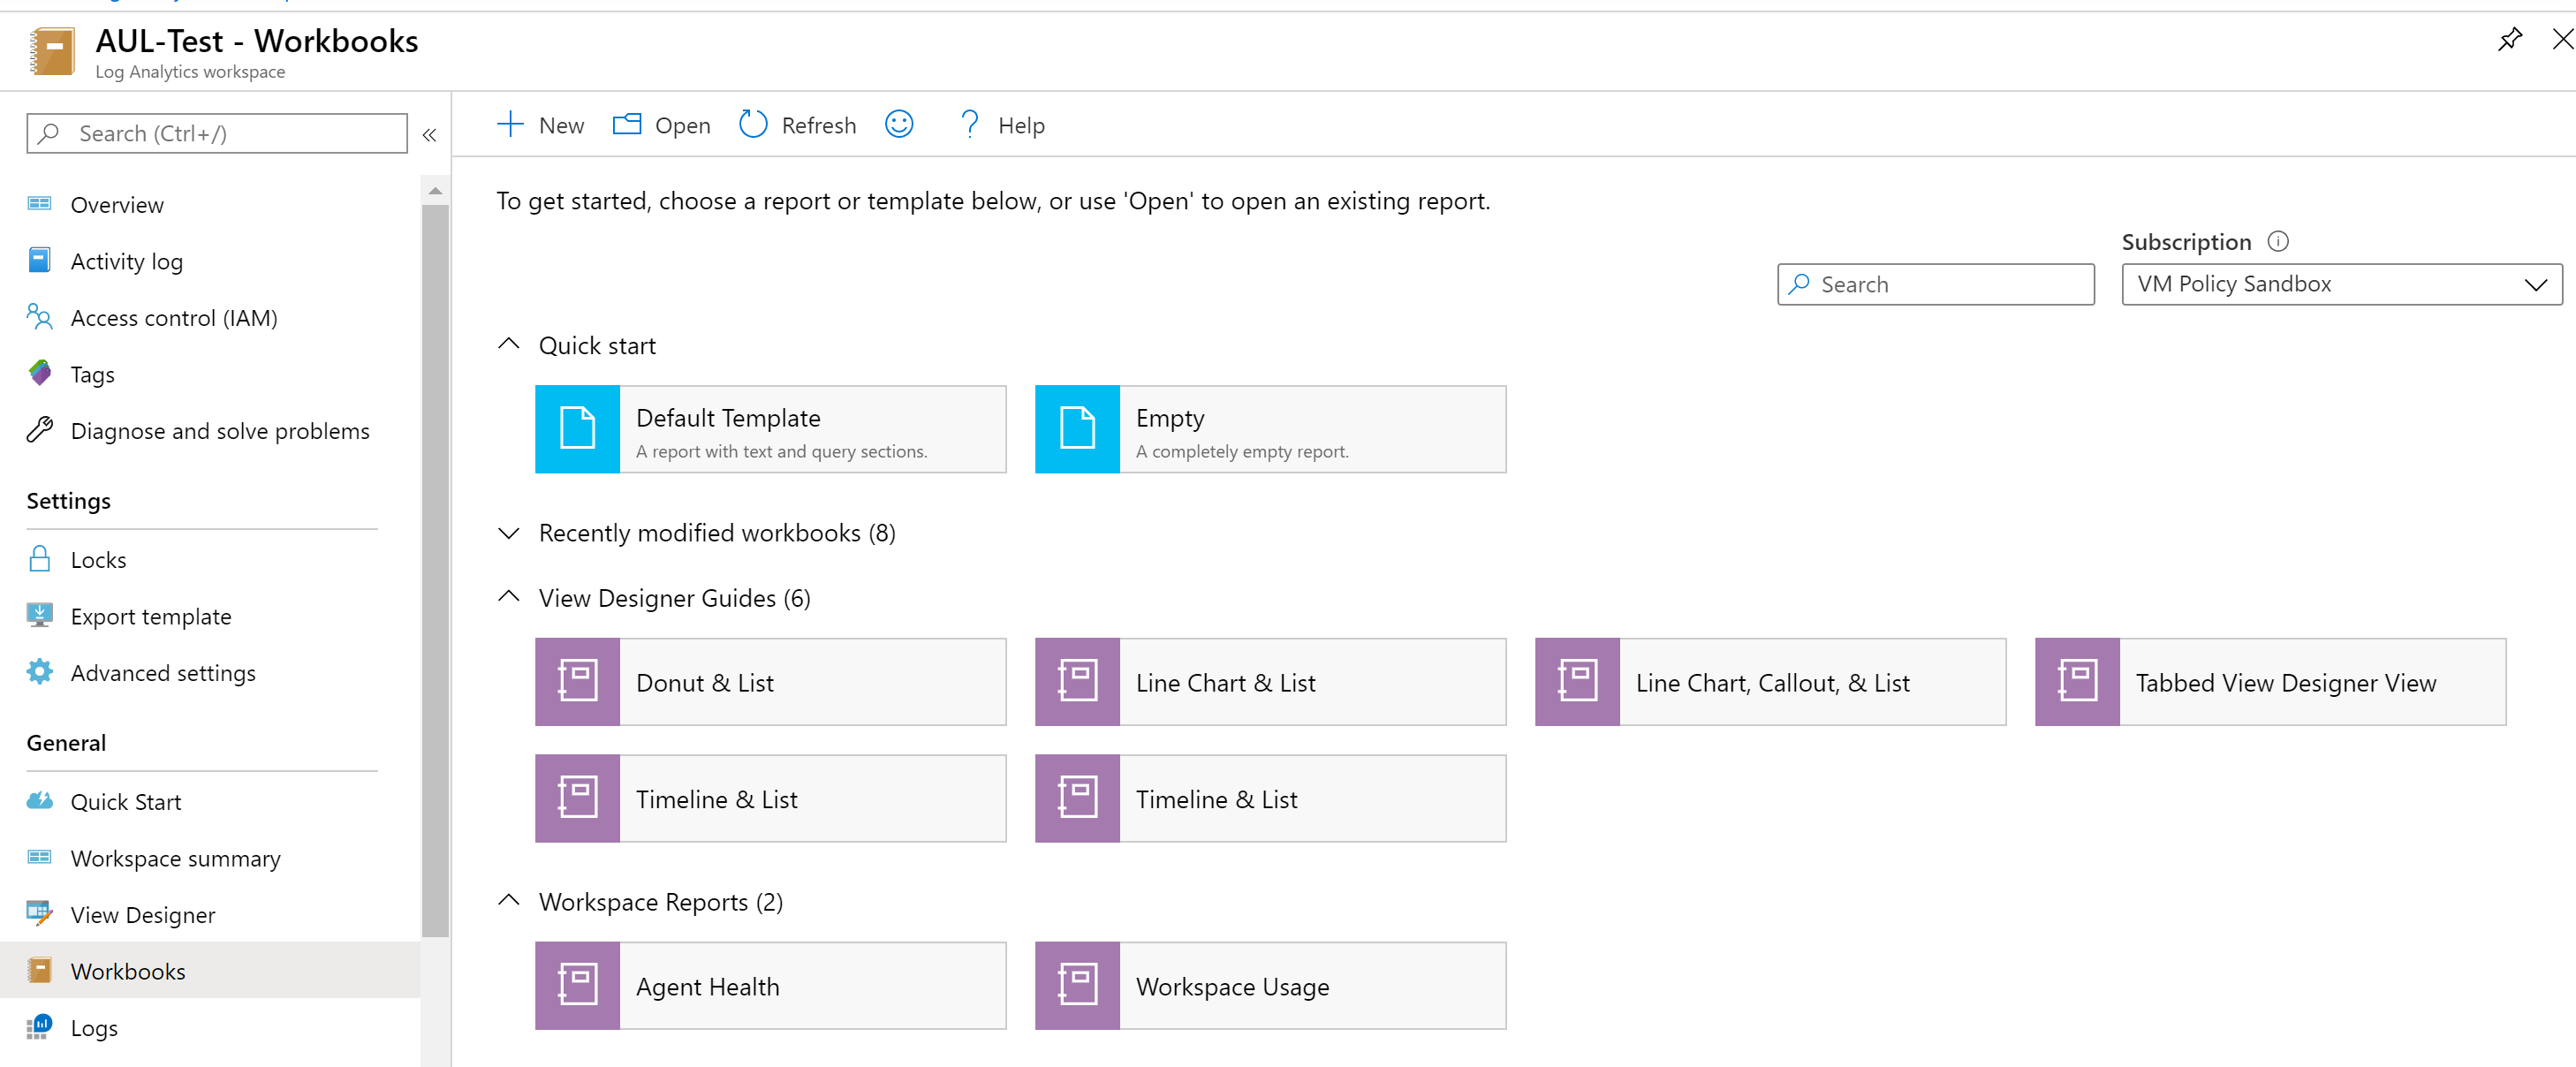 AUL-Test - Workbooks
Log Analytics workspace
Search (Ctrl+/)
«
Overview
Activity log
Access control (IAM)
Tags
Diagnose and solve problems
Settings
Locks
Export template
Advanced settings
General
Quick Start
Workspace summary
View Designer
Workbooks
Logs
New Open Refresh Help
To get started, choose a report or template below, or use 'Open' to open an existing report.
Subscription
Search
VM Policy Sandbox
Quick start
Default Template
A report with text and query sections.
Empty
A completely empty report.
Recently modified workbooks (8)
View Designer Guides (6)
Donut & List
Line Chart & List
Line Chart, Callout, & List
Tabbed View Designer View
Timeline & List
Timeline & List
Workspace Reports (2)
Agent Health
Workspace Usage